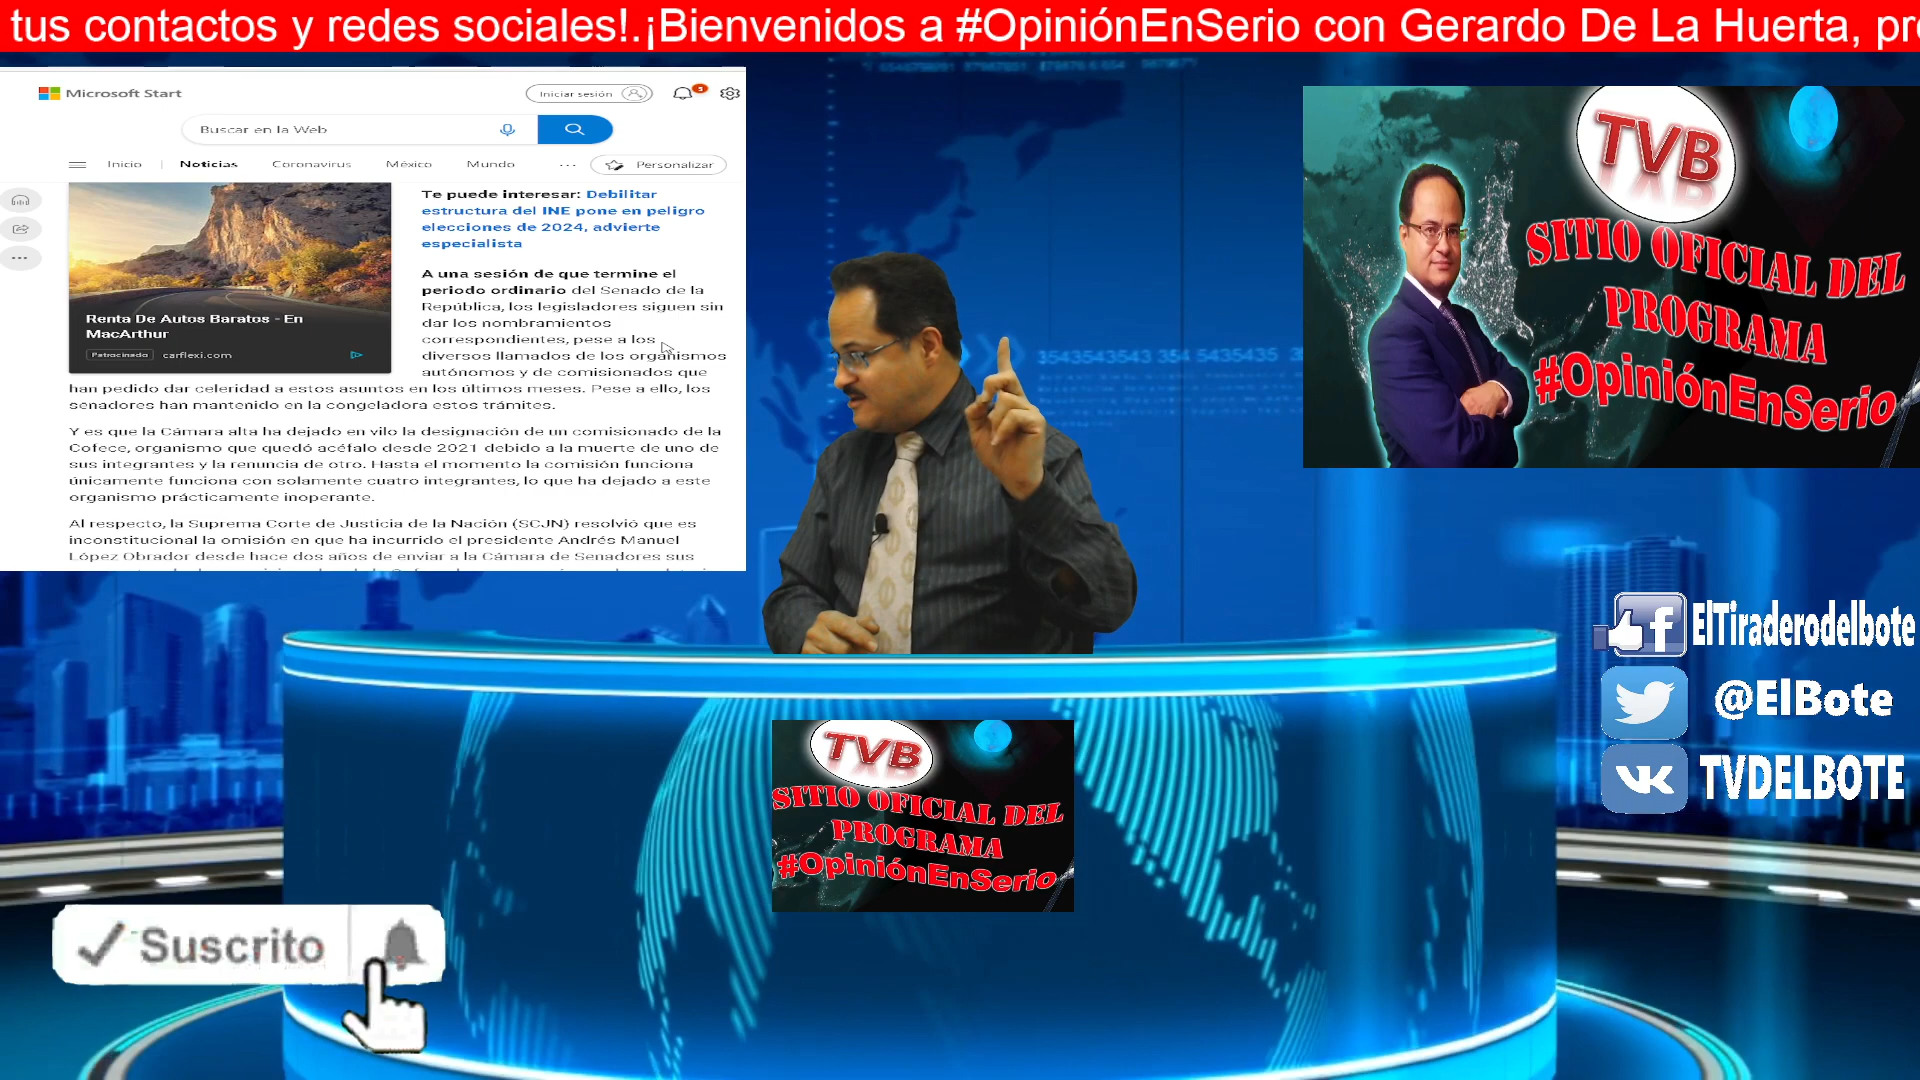 tus contactos y redes sociales!.¡Bienvenidos a #OpiniónEnSerio con Gerardo De La Huerta, pr
Microsoft Start
Iniciar sesión
5
Buscar en la Web
Inicio
Noticias
Coronavirus
México
Mundo
...
Personalizar
Renta De Autos Baratos - En
MacArthur
Patrocinado carflexi.com
Te puede interesar: Debilitar
estructura del INE pone en peligro
elecciones de 2024, advierte
especialista
A una sesión de que termine el
periodo ordinario del Senado de la
República, los legisladores siguen sin
dar los nombramientos
correspondientes, pese a los
diversos llamados de los organismos
autónomos y de comisionados que
han pedido dar celeridad a estos asuntos en los últimos meses. Pese a ello, los
senadores han mantenido en la congeladora estos trámites.
Y es que la Cámara alta ha dejado en vilo la designación de un comisionado de la
Cofece, organismo que quedó acéfalo desde 2021 debido a la muerte de uno de
sus integrantes y la renuncia de otro. Hasta el momento la comisión funciona
únicamente funciona con solamente cuatro integrantes, lo que ha dejado a este
organismo prácticamente inoperante.
Al respecto, la Suprema Corte de Justicia de la Nación (SCJN) resolvió que es
inconstitucional la omisión en que ha incurrido el presidente Andrés Manuel
López Obrador desde hace dos años de enviar a la Cámara de Senadores sus
3543543543 354 5435435
TVB
SITIO OFICIAL DEL
PROGRAMA
#OpiniónEnSerio
ElTiraderodelbote
@ElBote
TVDELBOTE
TVB
SITIO OFICIAL DEL
PROGRAMA
#OpiniónEnSerio
Suscrito